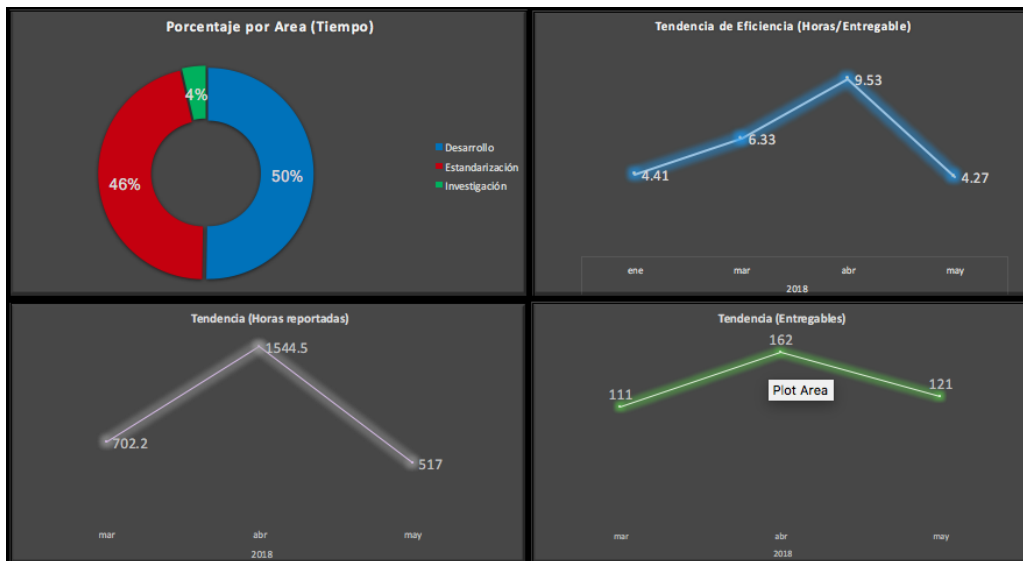 Porcentaje por Area (Tiempo)
4%
46%
50%
Desarrollo
Estandarización
Investigación
Tendencia de Eficiencia (Horas/Entregable)
9.53
6.33
4.41
4.27
ene mar abr may
2018
Tendencia (Horas reportadas)
1544.5
702.2
517
mar abr may
2018
Tendencia (Entregables)
162
111
121
Plot Area
mar abr may
2018